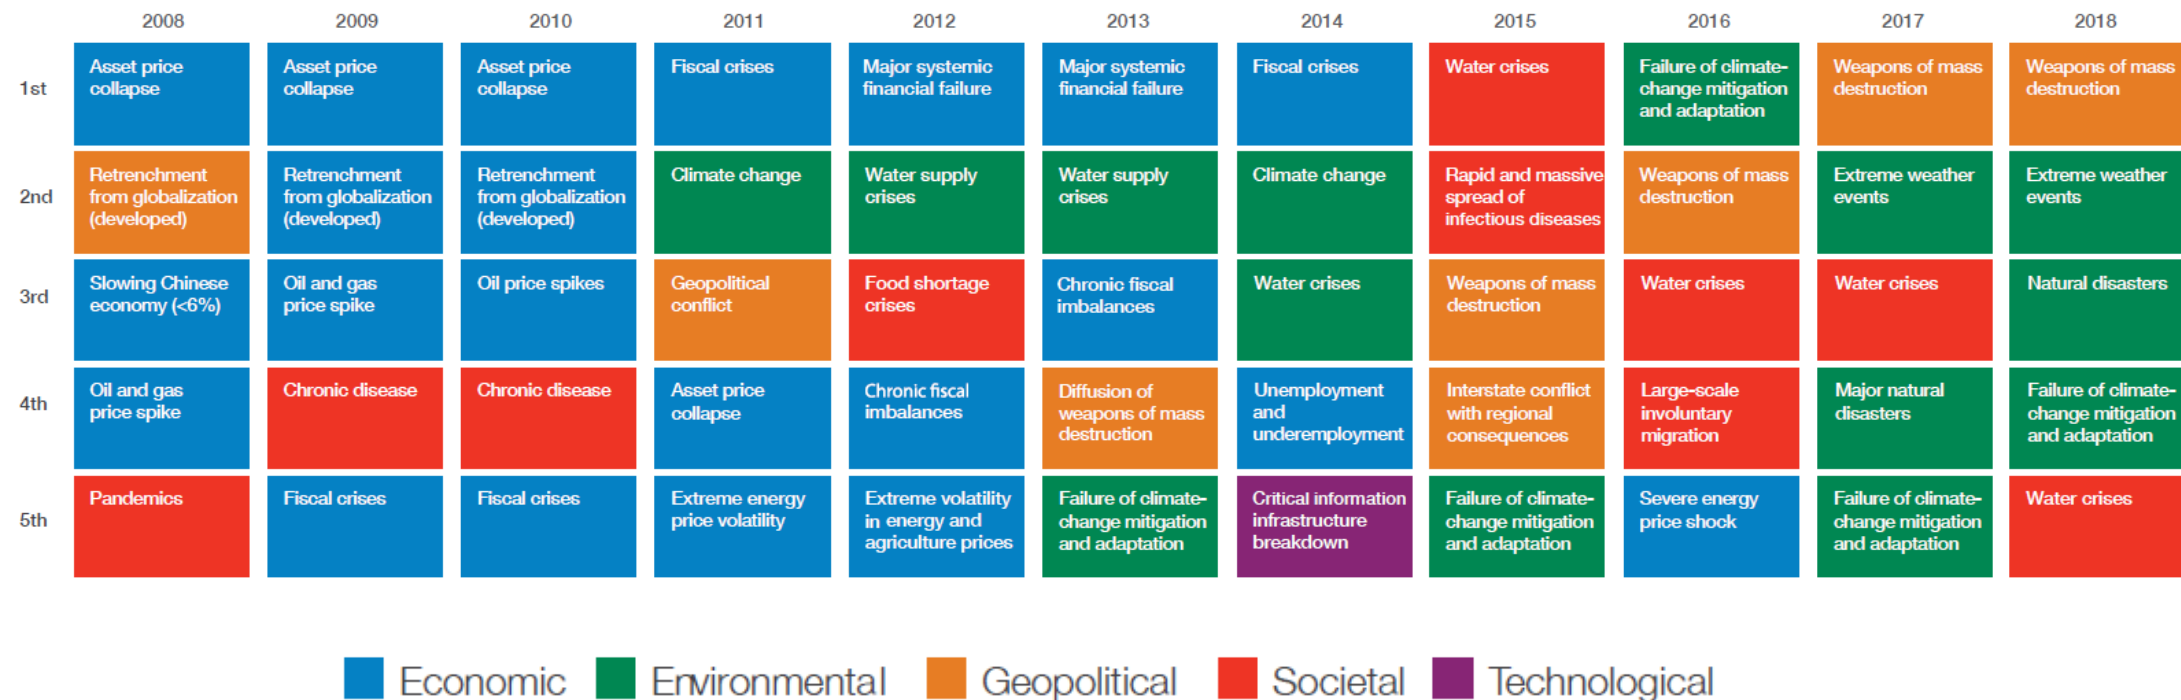 2008 2009 2010 2011 2012 2013 2014 2015 2016 2017 2018
1st
Asset price
collapse
Asset price
collapse
Asset price
collapse
Fiscal crises
Major systemic
financial failure
Major systemic
financial failure
Fiscal crises
Water crises
Failure of climate-
change mitigation
and adaptation
Weapons of mass
destruction
Weapons of mass
destruction
2nd
Retrenchment
from globalization
(developed)
Retrenchment
from globalization
(developed)
Retrenchment
from globalization
(developed)
Climate change
Water supply
crises
Water supply
crises
Climate change
Rapid and massive
spread of
infectious diseases
Weapons of mass
destruction
Extreme weather
events
Extreme weather
events
3rd
Slowing Chinese
economy (<6%)
Oil and gas
price spike
Oil price spikes
Geopolitical
conflict
Food shortage
crises
Chronic fiscal
imbalances
Water crises
Weapons of mass
destruction
Water crises
Water crises
Natural disasters
4th
Oil and gas
price spike
Chronic disease
Chronic disease
Asset price
collapse
Chronic fiscal
imbalances
Diffusion of
weapons of mass
destruction
Unemployment
and
underemployment
Interstate conflict
with regional
consequences
Large-scale
involuntary
migration
Major natural
disasters
Failure of climate-
change mitigation
and adaptation
5th
Pandemics
Fiscal crises
Fiscal crises
Extreme energy
price volatility
Extreme volatility
in energy and
agriculture prices
Failure of climate-
change mitigation
and adaptation
Critical information
infrastructure
breakdown
Failure of climate-
change mitigation
and adaptation
Severe energy
price shock
Failure of climate-
change mitigation
and adaptation
Water crises
Economic Environmental Geopolitical Societal Technological